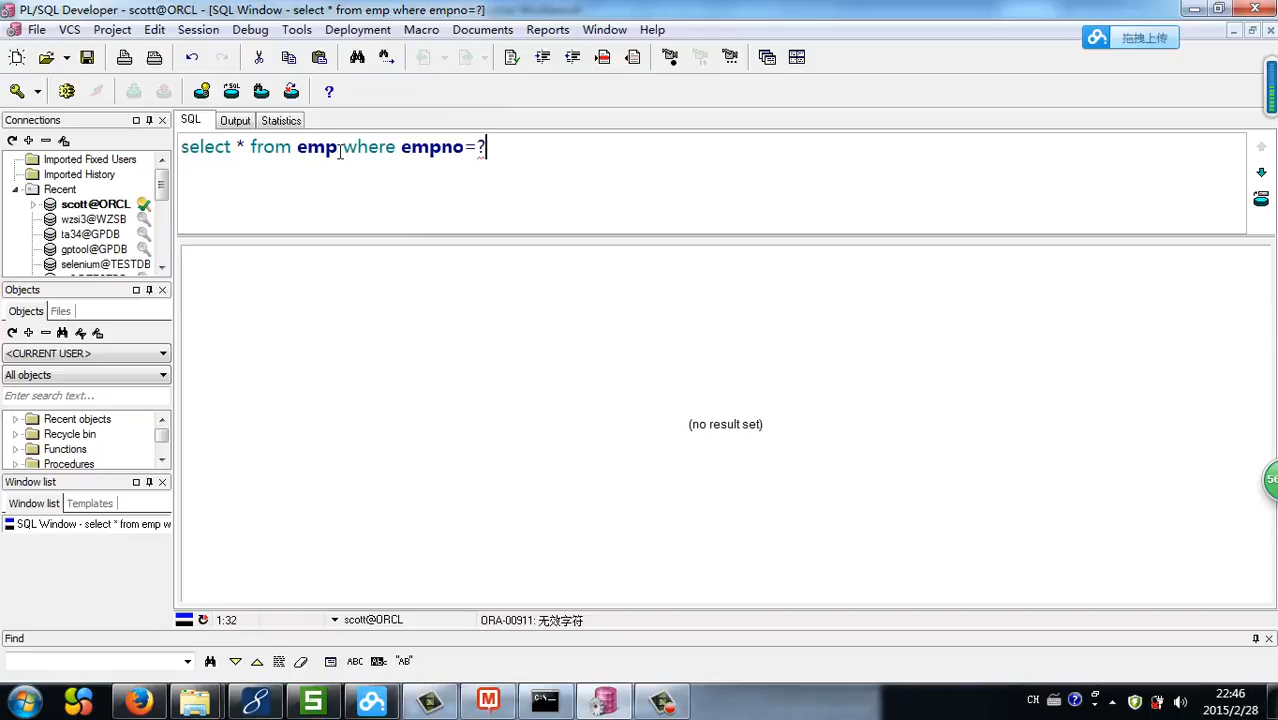 PL/SQL Developer - scott@ORCL - [SQL Window - select * from emp where empno=?]
File VCS Project Edit Session Debug Tools Deployment Macro Documents Reports Window Help
拖拽上传
Connections
SQL Output Statistics
select * from emp where empno=?
Imported Fixed Users
Imported History
Recent
scott@ORCL
wzsi3@WZSB
ta34@GPDB
gptool@GPDB
selenium@TESTDB
Objects
Objects Files
<CURRENT USER>
All objects
Enter search text...
Recent objects
Recycle bin
Functions
Procedures
(no result set)
Window list
Window list Templates
SQL Window - select * from emp w
1:32 scott@ORCL ORA-00911: 无效字符
Find
ABC "AB"
CH 22:46
2015/2/28